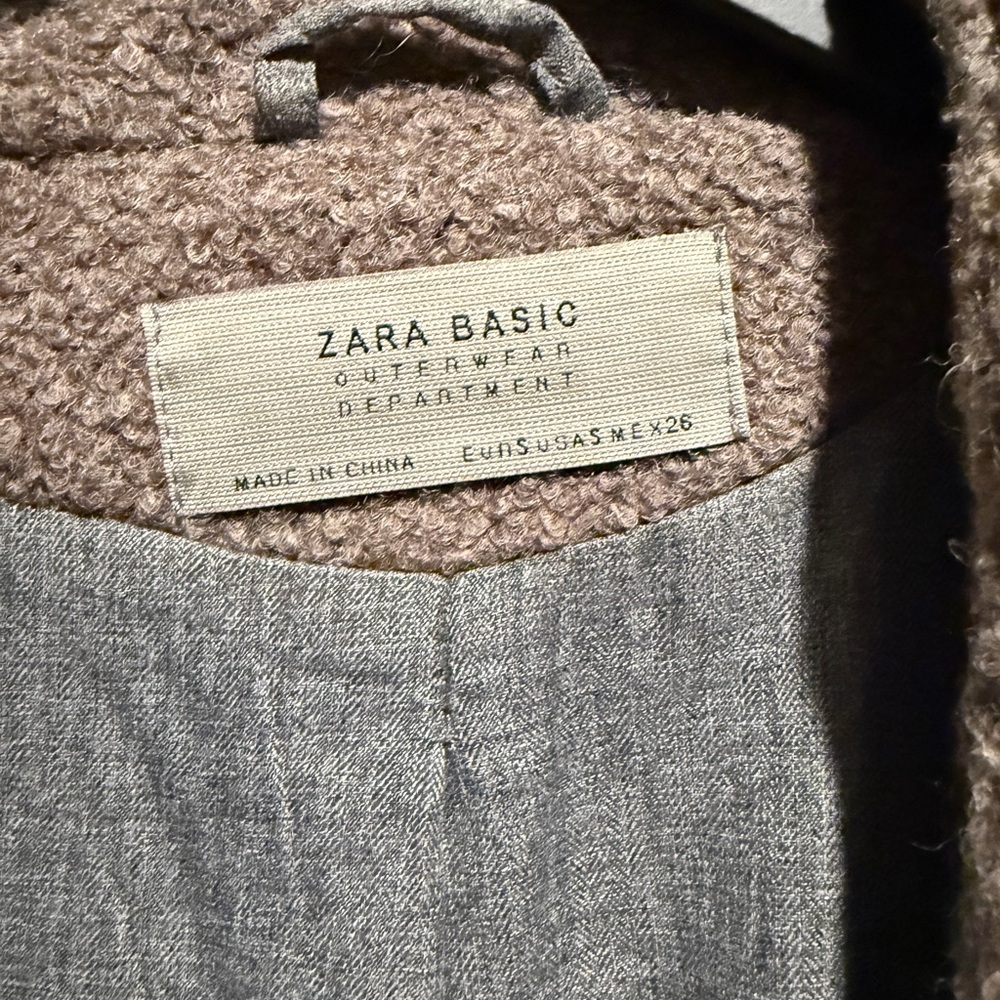 ZARA BASIC
OUTERWEAR
DEPARTMENT
MADE IN CHINA EUR S USA S MEX 26